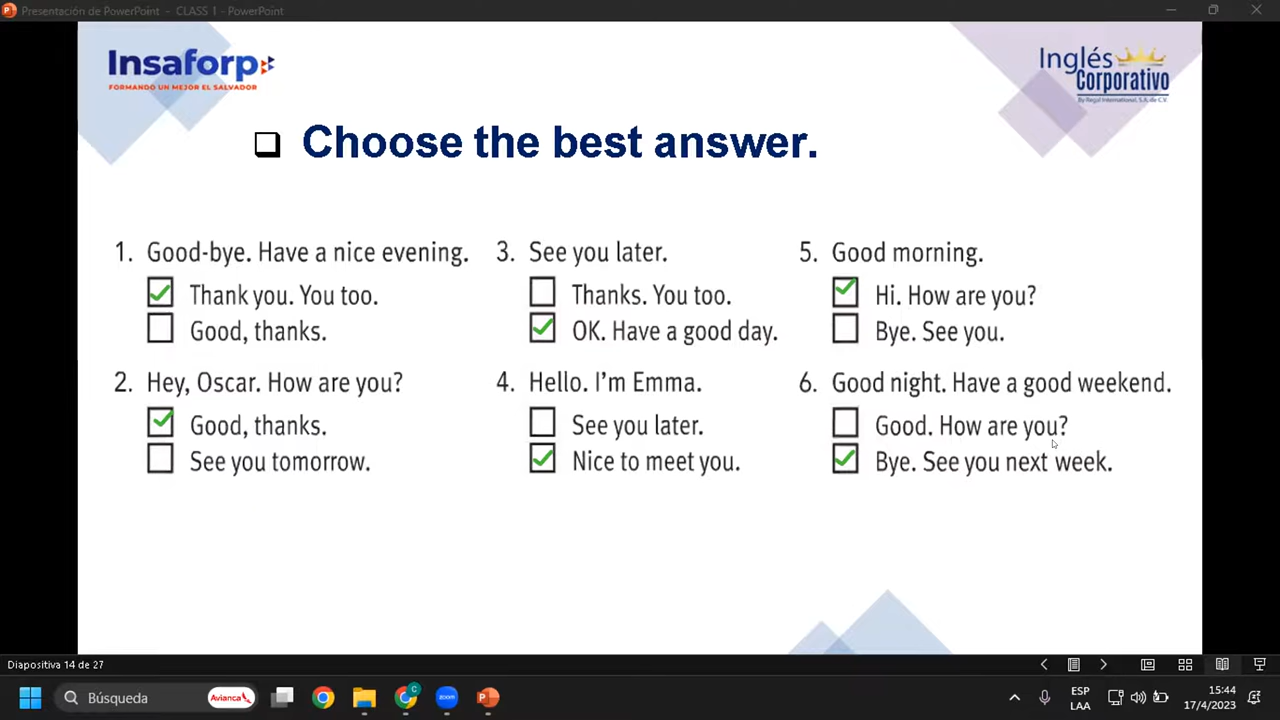 Presentación de PowerPoint - CLASS 1 - PowerPoint
Insaforp
FORMANDO UN MEJOR EL SALVADOR
Inglés
Corporativo
By Regal International, S.A. de C.V.
Choose the best answer.
1. Good-bye. Have a nice evening.
Thank you. You too.
Good, thanks.
2. Hey, Oscar. How are you?
Good, thanks.
See you tomorrow.
3. See you later.
Thanks. You too.
OK. Have a good day.
4. Hello. I'm Emma.
See you later.
Nice to meet you.
5. Good morning.
Hi. How are you?
Bye. See you.
6. Good night. Have a good weekend.
Good. How are you?
Bye. See you next week.
Diapositiva 14 de 27
Búsqueda
Avianca
C
zoom
ESP
LAA
15:44
17/4/2023